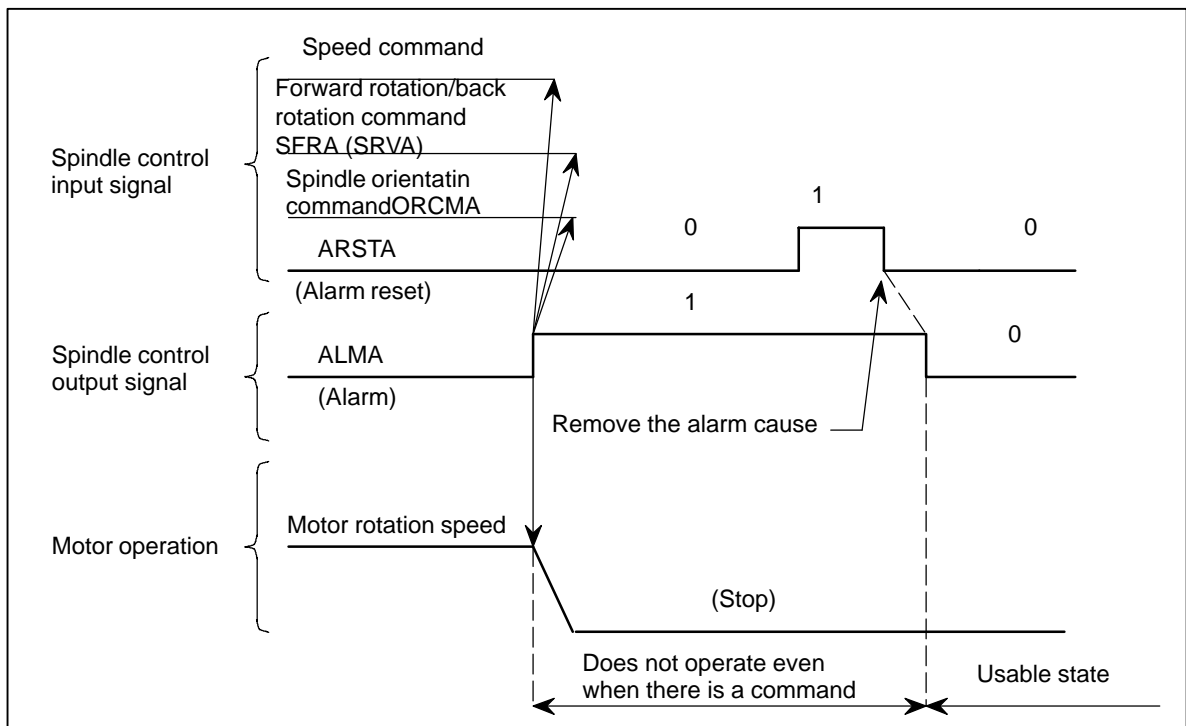 Speed command
Forward rotation/back
rotation command
SFRA (SRVA)
Spindle control
input signal
Spindle orientatin
commandORCMA
1
0
0
ARSTA
(Alarm reset)
1
0
Spindle control
output signal
ALMA
(Alarm)
Remove the alarm cause
Motor rotation speed
Motor operation
(Stop)
Does not operate even
when there is a command
Usable state